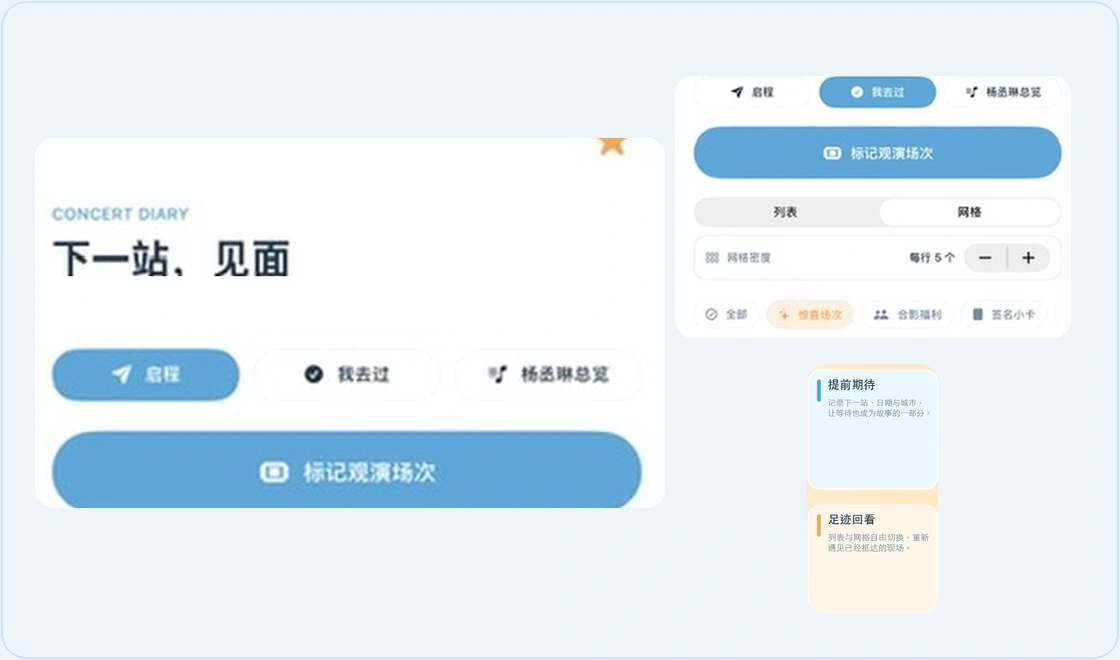 CONCERT DIARY
下一站，见面
启程
我去过
杨丞琳总览
标记观演场次
启程
我去过
杨丞琳总览
标记观演场次
列表
网格
网格密度
每行 5 个
全部
惊喜场次
合影福利
签名小卡
提前期待
记录下一站、日期与城市，
让等待也成为故事的一部分。
足迹回看
列表与网格自由切换，重新
遇见已经抵达的现场。